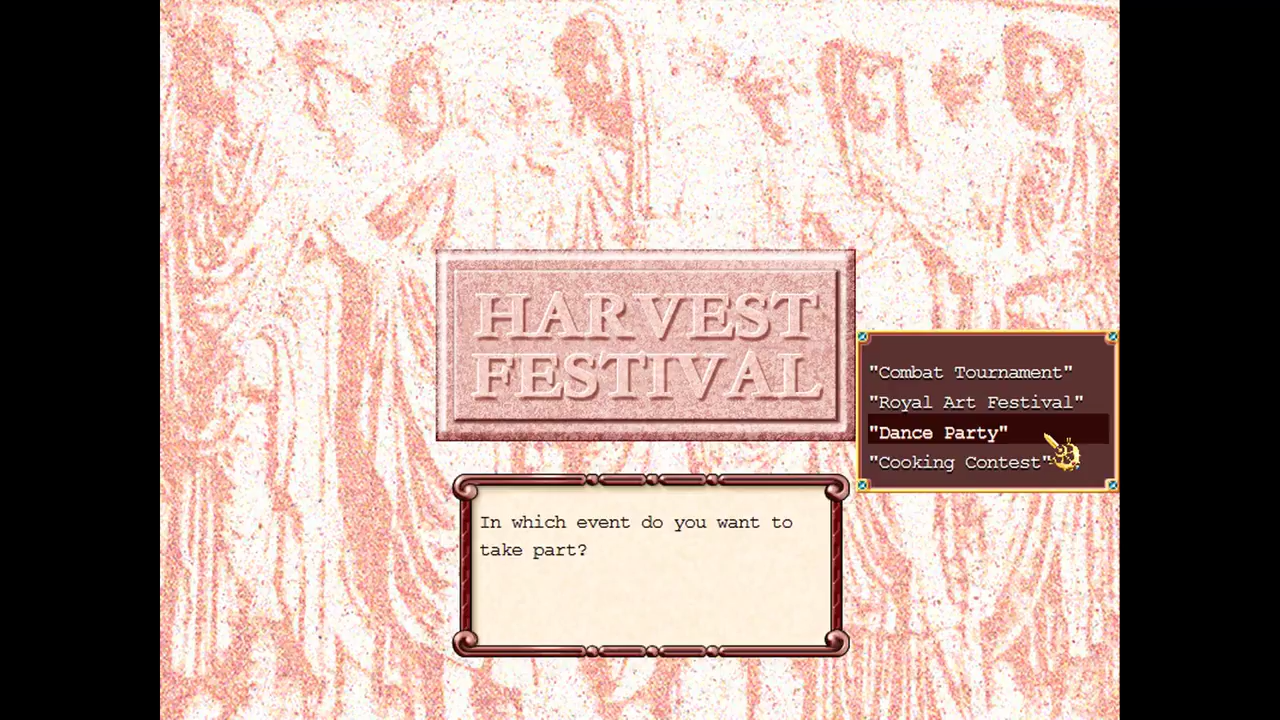 HARVEST
FESTIVAL
"Combat Tournament"
"Royal Art Festival"
"Dance Party"
"Cooking Contest"
In which event do you want to
take part?